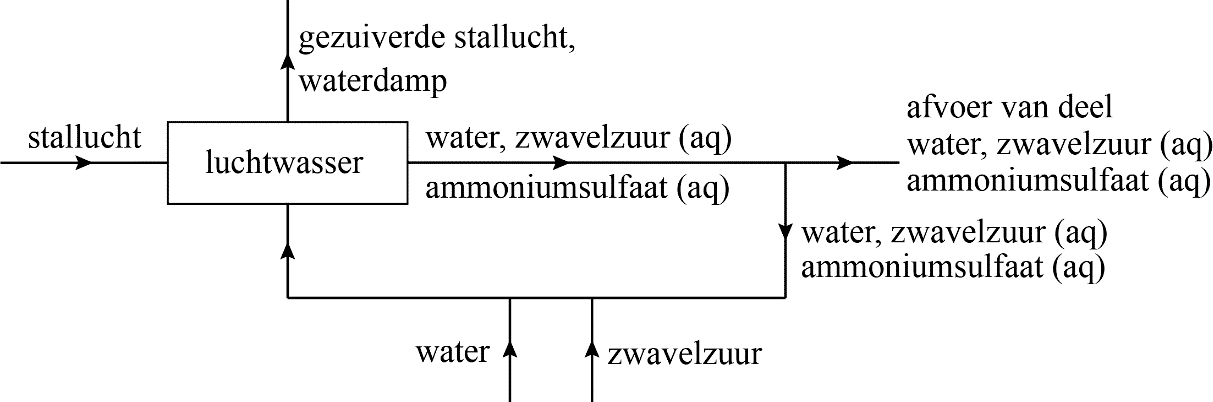 gezuiverde stallucht,
waterdamp
stallucht
luchtwasser
water, zwavelzuur (aq)
ammoniumsulfaat (aq)
afvoer van deel
water, zwavelzuur (aq)
ammoniumsulfaat (aq)
water, zwavelzuur (aq)
ammoniumsulfaat (aq)
water
zwavelzuur